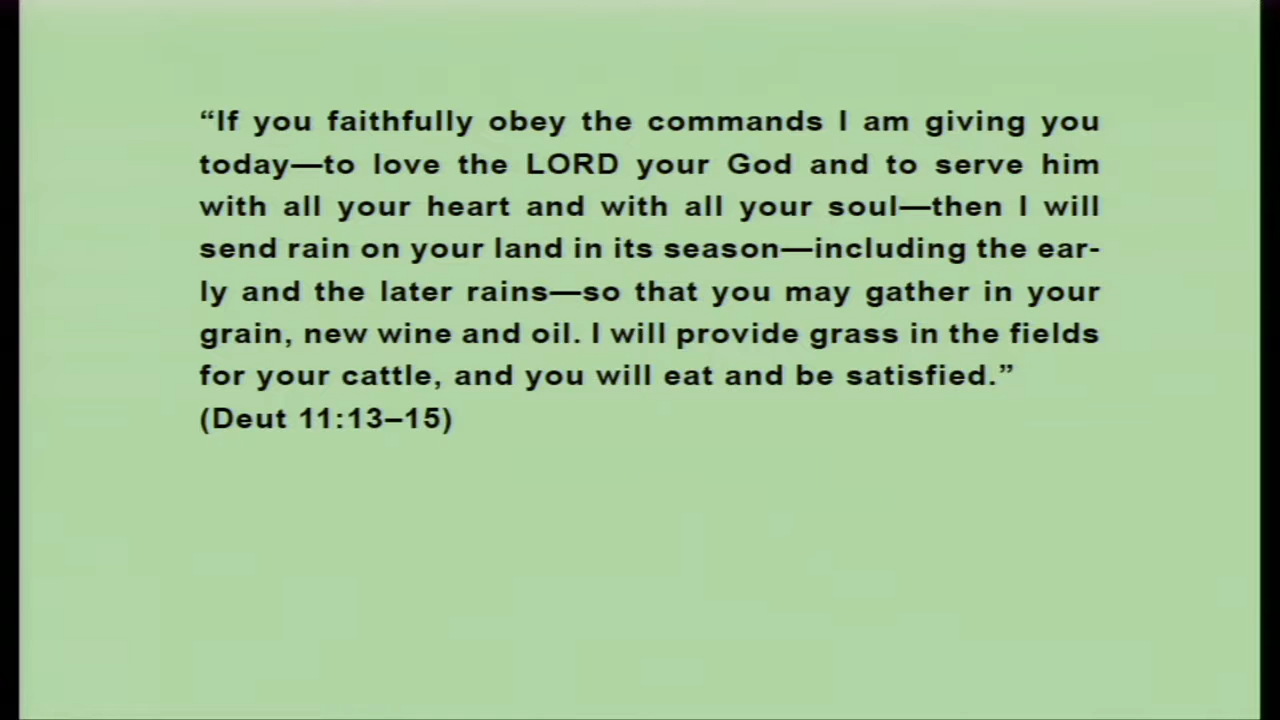 “If you faithfully obey the commands I am giving you
today—to love the LORD your God and to serve him
with all your heart and with all your soul—then I will
send rain on your land in its season—including the ear-
ly and the later rains—so that you may gather in your
grain, new wine and oil. I will provide grass in the fields
for your cattle, and you will eat and be satisfied.”
(Deut 11:13–15)